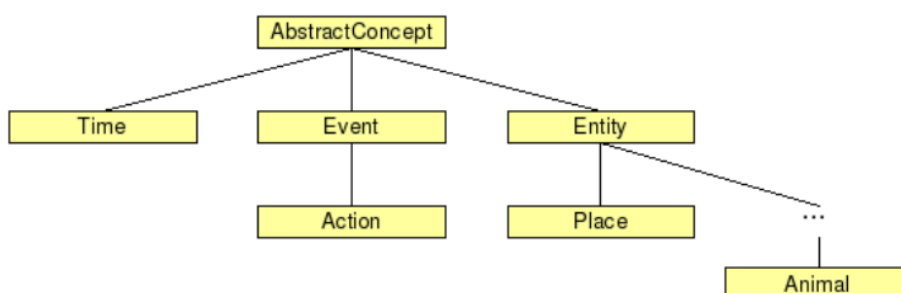 AbstractConcept
Time
Event
Entity
Action
Place
...
Animal